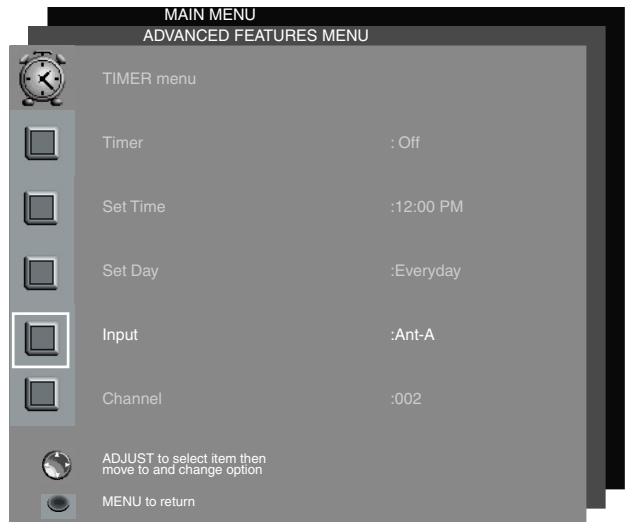 MAIN MENU
ADVANCED FEATURES MENU
TIMER menu
Timer : Off
Set Time :12:00 PM
Set Day :Everyday
Input :Ant-A
Channel :002
ADJUST to select item then
move to and change option
MENU to return